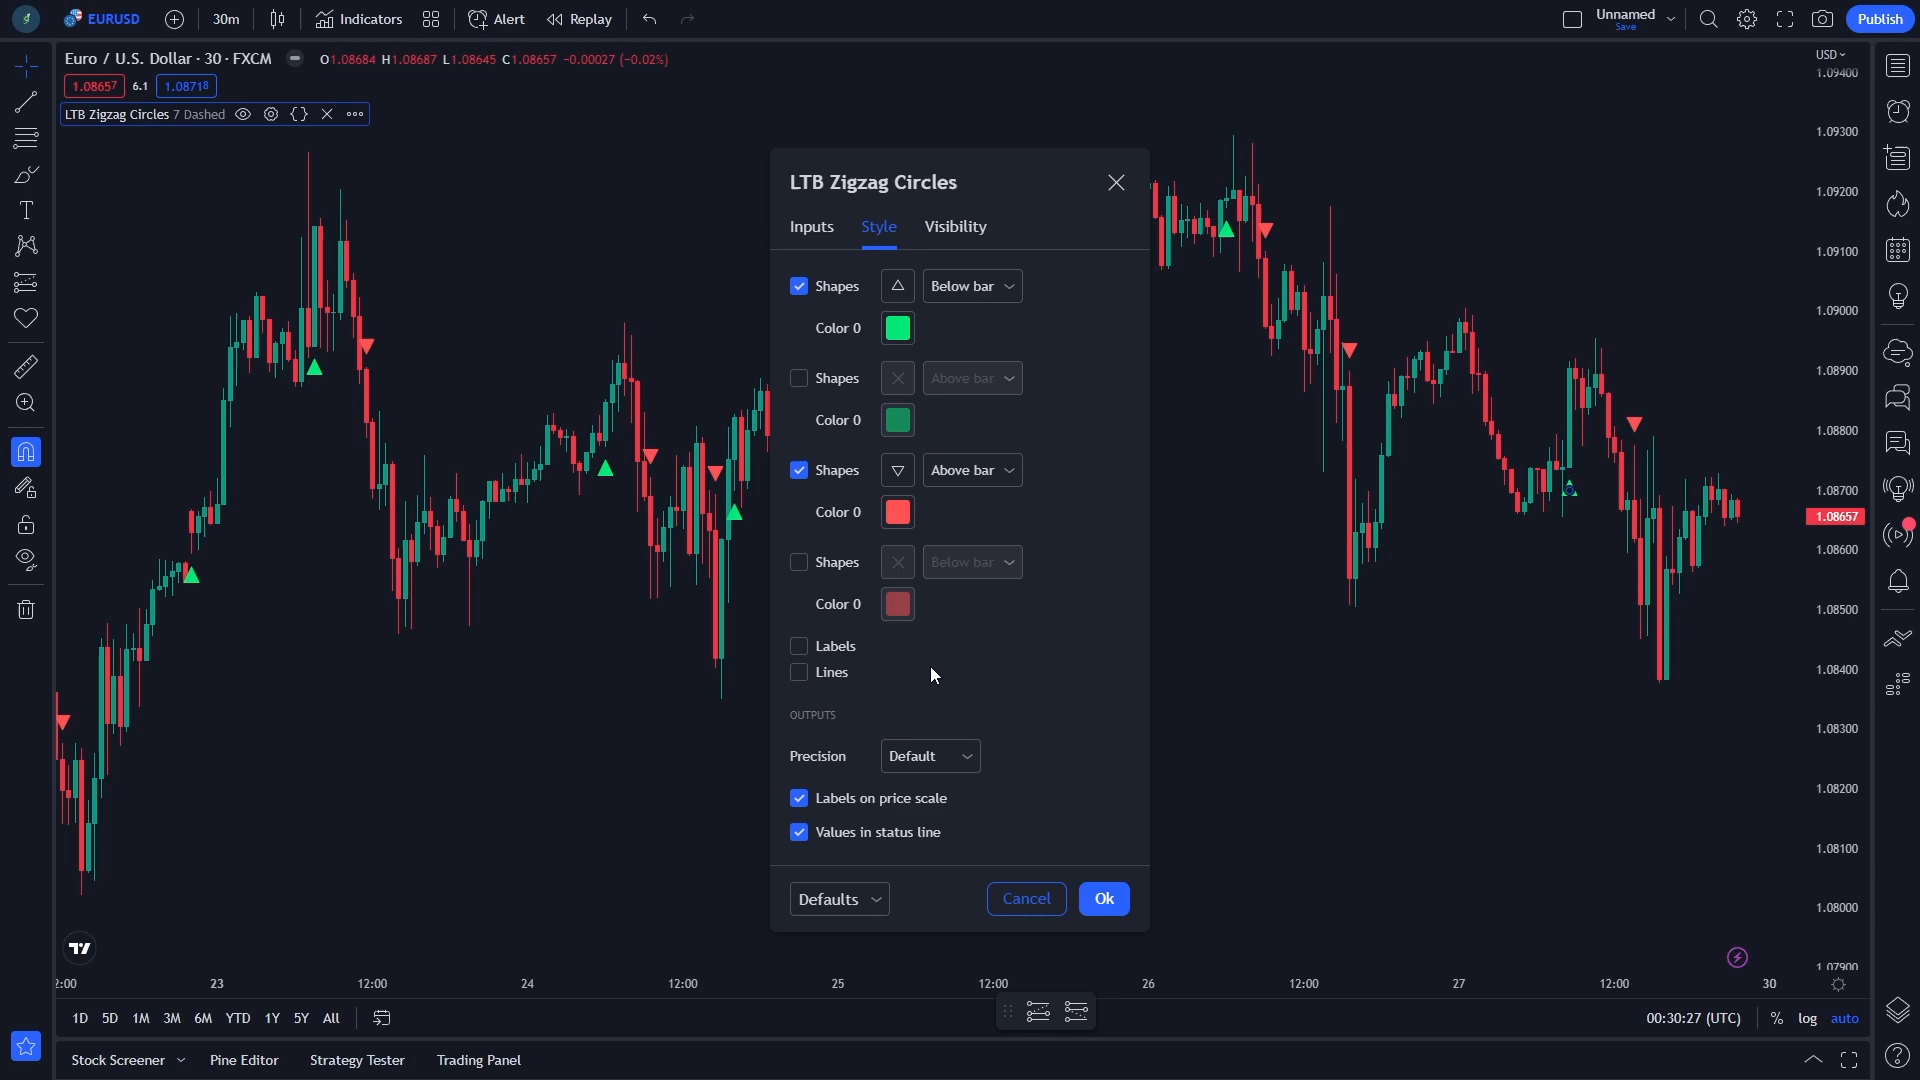 EURUSD 30m Indicators Alert Replay Unnamed Save Publish
Euro / U.S. Dollar · 30 · FXCM O1.08684 H1.08687 L1.08645 C1.08657 -0.00027 (-0.02%)
USD
1.08657 6.1 1.08718
LTB Zigzag Circles 7 Dashed
1.09400
1.09300
1.09200
1.09100
1.09000
1.08900
1.08800
1.08700
1.08657
1.08600
1.08500
1.08400
1.08300
1.08200
1.08100
1.08000
1.07900
LTB Zigzag Circles
Inputs Style Visibility
Shapes Below bar
Color 0
Shapes Above bar
Color 0
Shapes Above bar
Color 0
Shapes Below bar
Color 0
Labels
Lines
OUTPUTS
Precision Default
Labels on price scale
Values in status line
Defaults Cancel Ok
2:00 23 12:00 24 12:00 25 12:00 26 12:00 27 12:00 30
1D 5D 1M 3M 6M YTD 1Y 5Y All 00:30:27 (UTC) % log auto
Stock Screener Pine Editor Strategy Tester Trading Panel